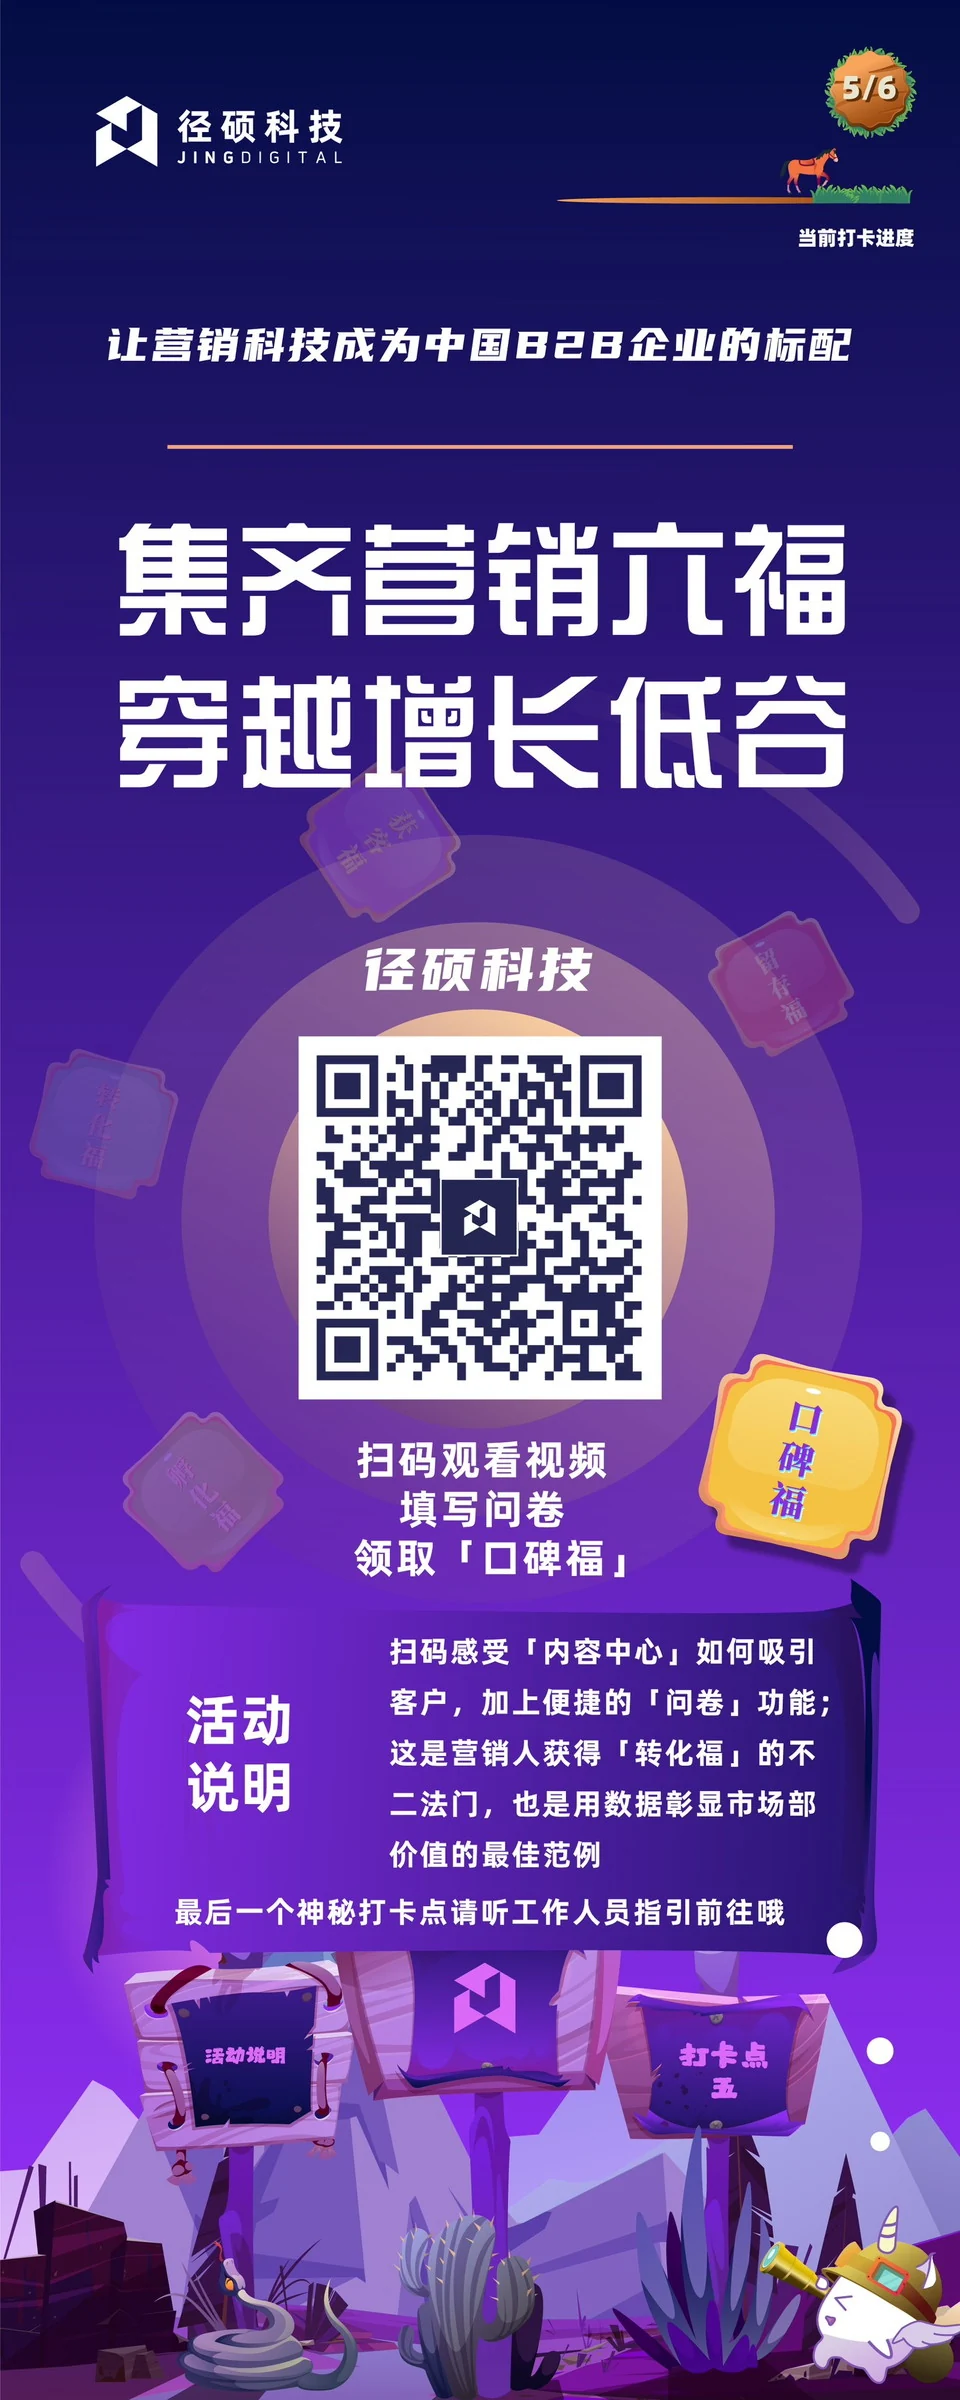 径硕科技
JINGDIGITAL
5/6
当前打卡进度
让营销科技成为中国B2B企业的标配
集齐营销六福
穿越增长低谷
获客福
留存福
径硕科技
转化福
口碑福
孵化福
扫码观看视频
填写问卷
领取「口碑福」
活动
说明
扫码感受「内容中心」如何吸引
客户，加上便捷的「问卷」功能；
这是营销人获得「转化福」的不
二法门，也是用数据彰显市场部
价值的最佳范例
最后一个神秘打卡点请听工作人员指引前往哦
活动说明
打卡点
五